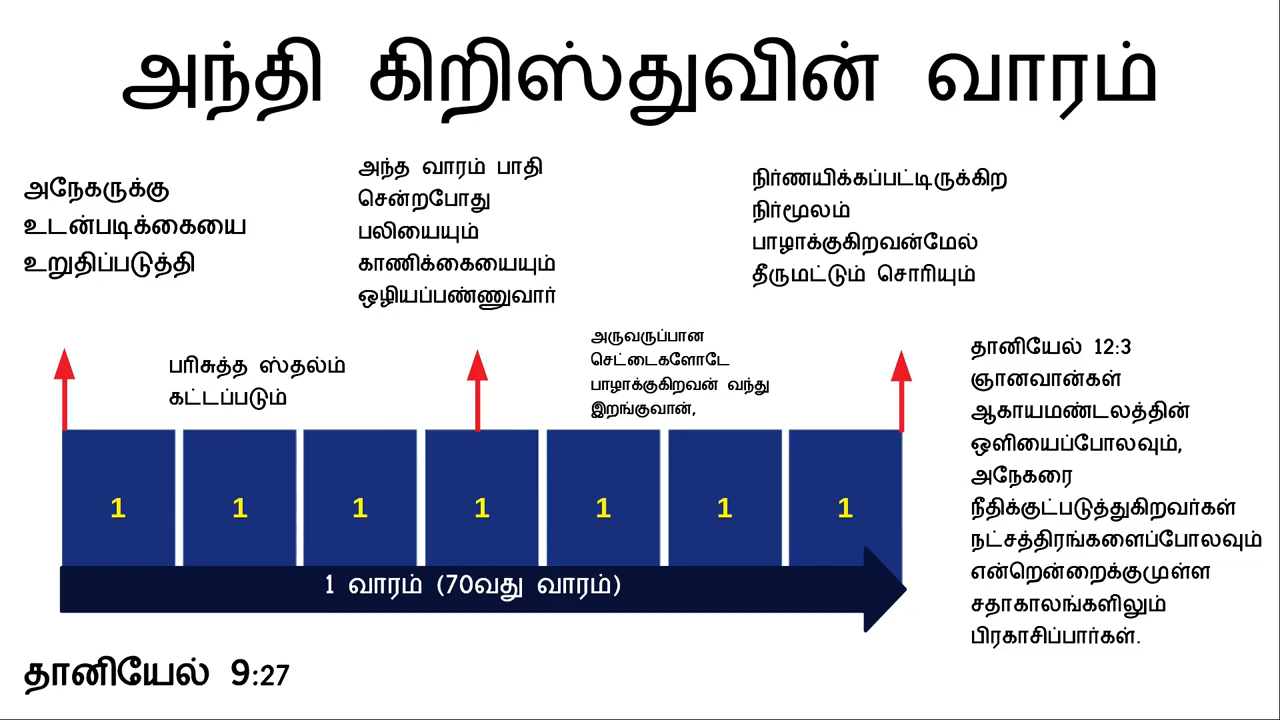 அந்தி கிறிஸ்துவின் வாரம்
அநேகருக்கு
உடன்படிக்கையை
உறுதிப்படுத்தி
அந்த வாரம் பாதி
சென்றபோது
பலியையும்
காணிக்கையையும்
ஒழியப்பண்ணுவார்
நிர்ணயிக்கப்பட்டிருக்கிற
நிர்மூலம்
பாழாக்குகிறவன்மேல்
தீருமட்டும் சொரியும்
பரிசுத்த ஸ்தல்ம்
கட்டப்படும்
அருவருப்பான
செட்டைகளோடே
பாழாக்குகிறவன் வந்து
இறங்குவான்,
தானியேல் 12:3
ஞானவான்கள்
ஆகாயமண்டலத்தின்
ஒளியைப்போலவும்,
அநேகரை
நீதிக்குட்படுத்துகிறவர்கள்
நட்சத்திரங்களைப்போலவும்
என்றென்றைக்குமுள்ள
சதாகாலங்களிலும்
பிரகாசிப்பார்கள்.
1 1 1 1 1 1 1
1 வாரம் (70வது வாரம்)
தானியேல் 9:27